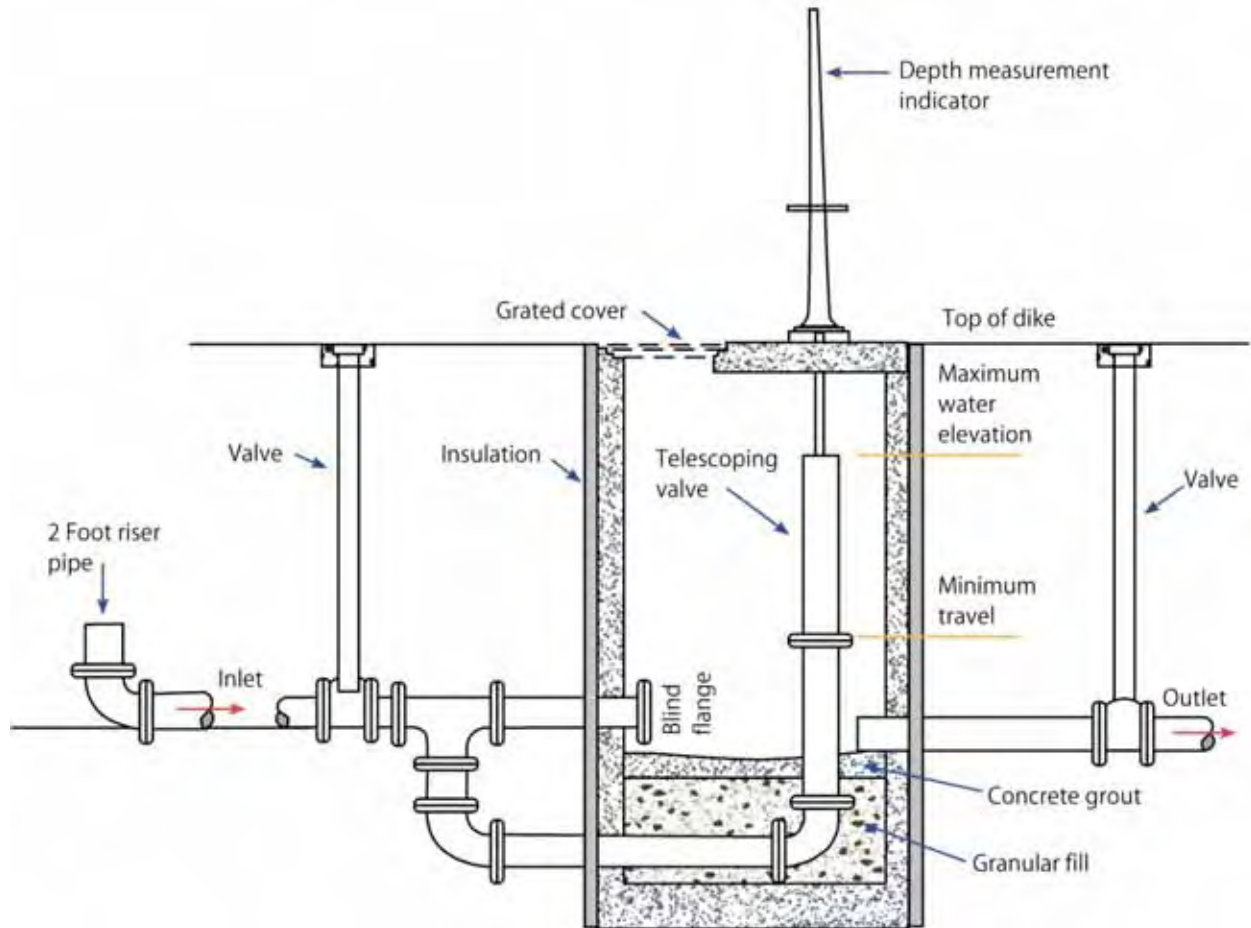 Depth measurement
indicator
Grated cover
Top of dike
Maximum
water
elevation
Valve
Insulation
Telescoping
valve
Valve
2 Foot riser
pipe
Minimum
travel
Inlet
Blind
flange
Outlet
Concrete grout
Granular fill